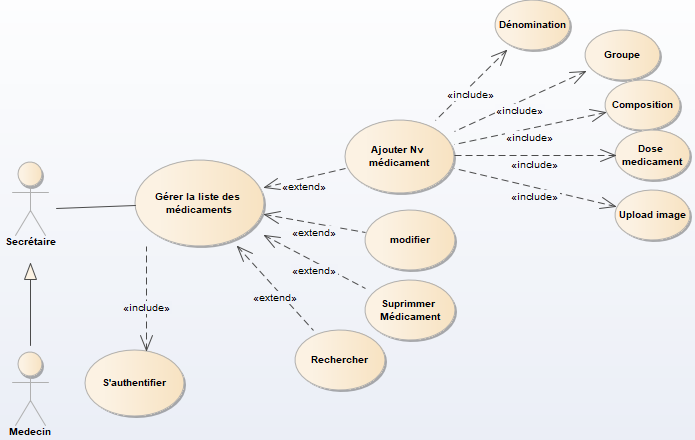 Dénomination
Groupe
«include»
«include»
Composition
«include»
Ajouter Nv
médicament
Dose
medicament
«include»
«extend»
Gérer la liste des
médicaments
«include»
Upload image
Secrétaire
«extend»
modifier
«extend»
«extend»
Suprimmer
Médicament
«include»
Rechercher
S'authentifier
Medecin